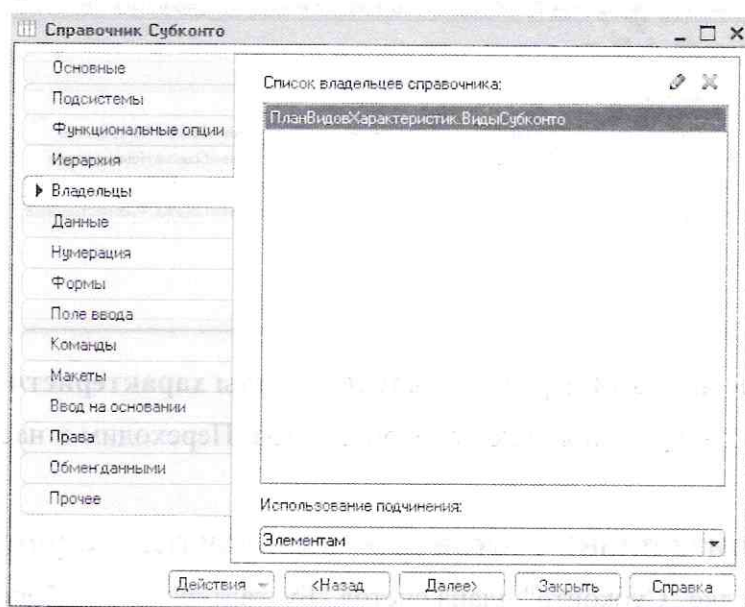 Справочник Субконто
Основные
Подсистемы
Функциональные опции
Иерархия
Владельцы
Данные
Нумерация
Формы
Поле ввода
Команды
Макеты
Ввод на основании
Права
Обмен данными
Прочее
Список владельцев справочника:
ПланВидовХарактеристик.ВидыСубконто
Использование подчинения:
Элементам
Действия
<Назад
Далее>
Закрыть
Справка